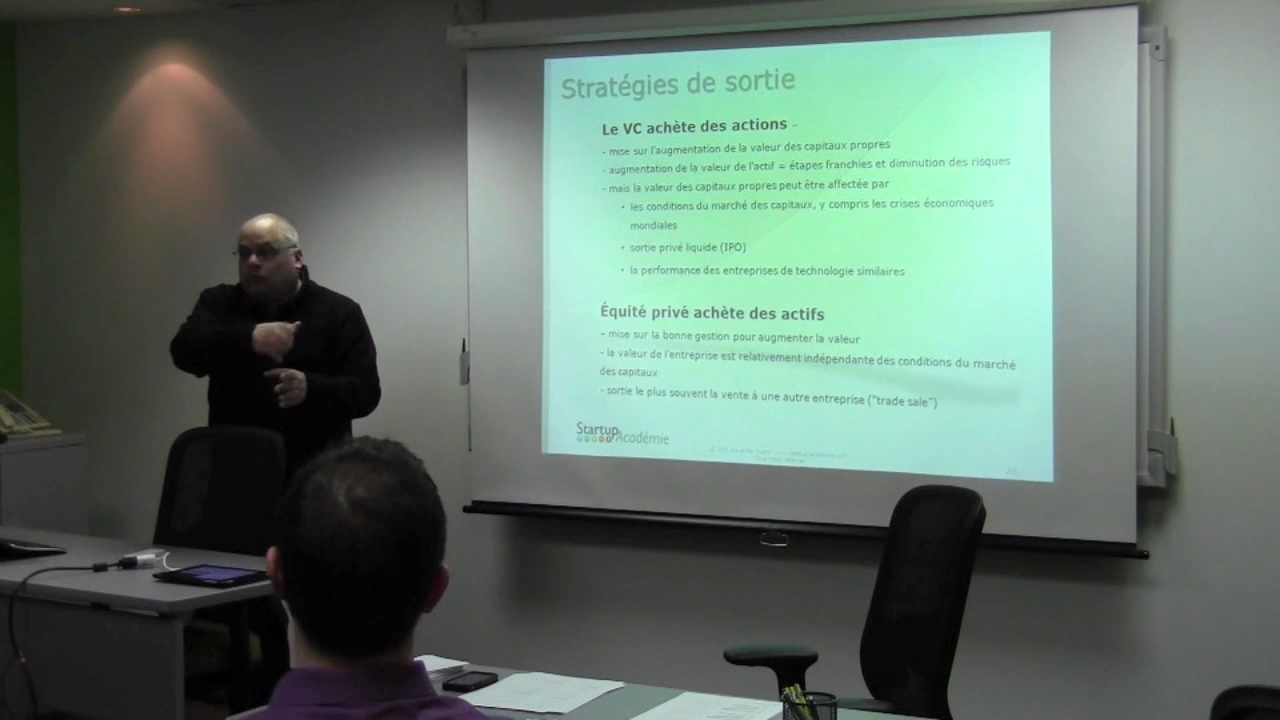 Stratégies de sortie
Le VC achète des actions –
- mise sur l'augmentation de la valeur des capitaux propres
- augmentation de la valeur de l'actif = étapes franchies et diminution des risques
- mais la valeur des capitaux propres peut être affectée par
• les conditions du marché des capitaux, y compris les crises économiques
mondiales
• sortie privé liquide (IPO)
• la performance des entreprises de technologie similaires
Équité privé achète des actifs
– mise sur la bonne gestion pour augmenter la valeur
- la valeur de l'entreprise est relativement indépendante des conditions du marché
des capitaux
- sortie le plus souvent la vente à une autre entreprise ("trade sale")
Startup
Académie